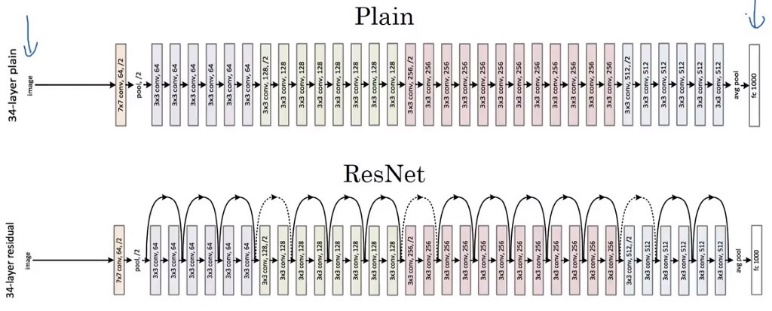 Plain
34-layer plain
image
7x7 conv, 64, /2
pool, /2
3x3 conv, 64
3x3 conv, 64
3x3 conv, 64
3x3 conv, 64
3x3 conv, 64
3x3 conv, 64
3x3 conv, 128, /2
3x3 conv, 128
3x3 conv, 128
3x3 conv, 128
3x3 conv, 128
3x3 conv, 128
3x3 conv, 128
3x3 conv, 128
3x3 conv, 256, /2
3x3 conv, 256
3x3 conv, 256
3x3 conv, 256
3x3 conv, 256
3x3 conv, 256
3x3 conv, 256
3x3 conv, 256
3x3 conv, 256
3x3 conv, 256
3x3 conv, 256
3x3 conv, 256
3x3 conv, 512, /2
3x3 conv, 512
3x3 conv, 512
3x3 conv, 512
3x3 conv, 512
3x3 conv, 512
avg pool
fc 1000
ResNet
34-layer residual
image
7x7 conv, 64, /2
pool, /2
3x3 conv, 64
3x3 conv, 64
3x3 conv, 64
3x3 conv, 64
3x3 conv, 64
3x3 conv, 64
3x3 conv, 128, /2
3x3 conv, 128
3x3 conv, 128
3x3 conv, 128
3x3 conv, 128
3x3 conv, 128
3x3 conv, 128
3x3 conv, 128
3x3 conv, 256, /2
3x3 conv, 256
3x3 conv, 256
3x3 conv, 256
3x3 conv, 256
3x3 conv, 256
3x3 conv, 256
3x3 conv, 256
3x3 conv, 256
3x3 conv, 256
3x3 conv, 256
3x3 conv, 256
3x3 conv, 512, /2
3x3 conv, 512
3x3 conv, 512
3x3 conv, 512
3x3 conv, 512
3x3 conv, 512
avg pool
fc 1000